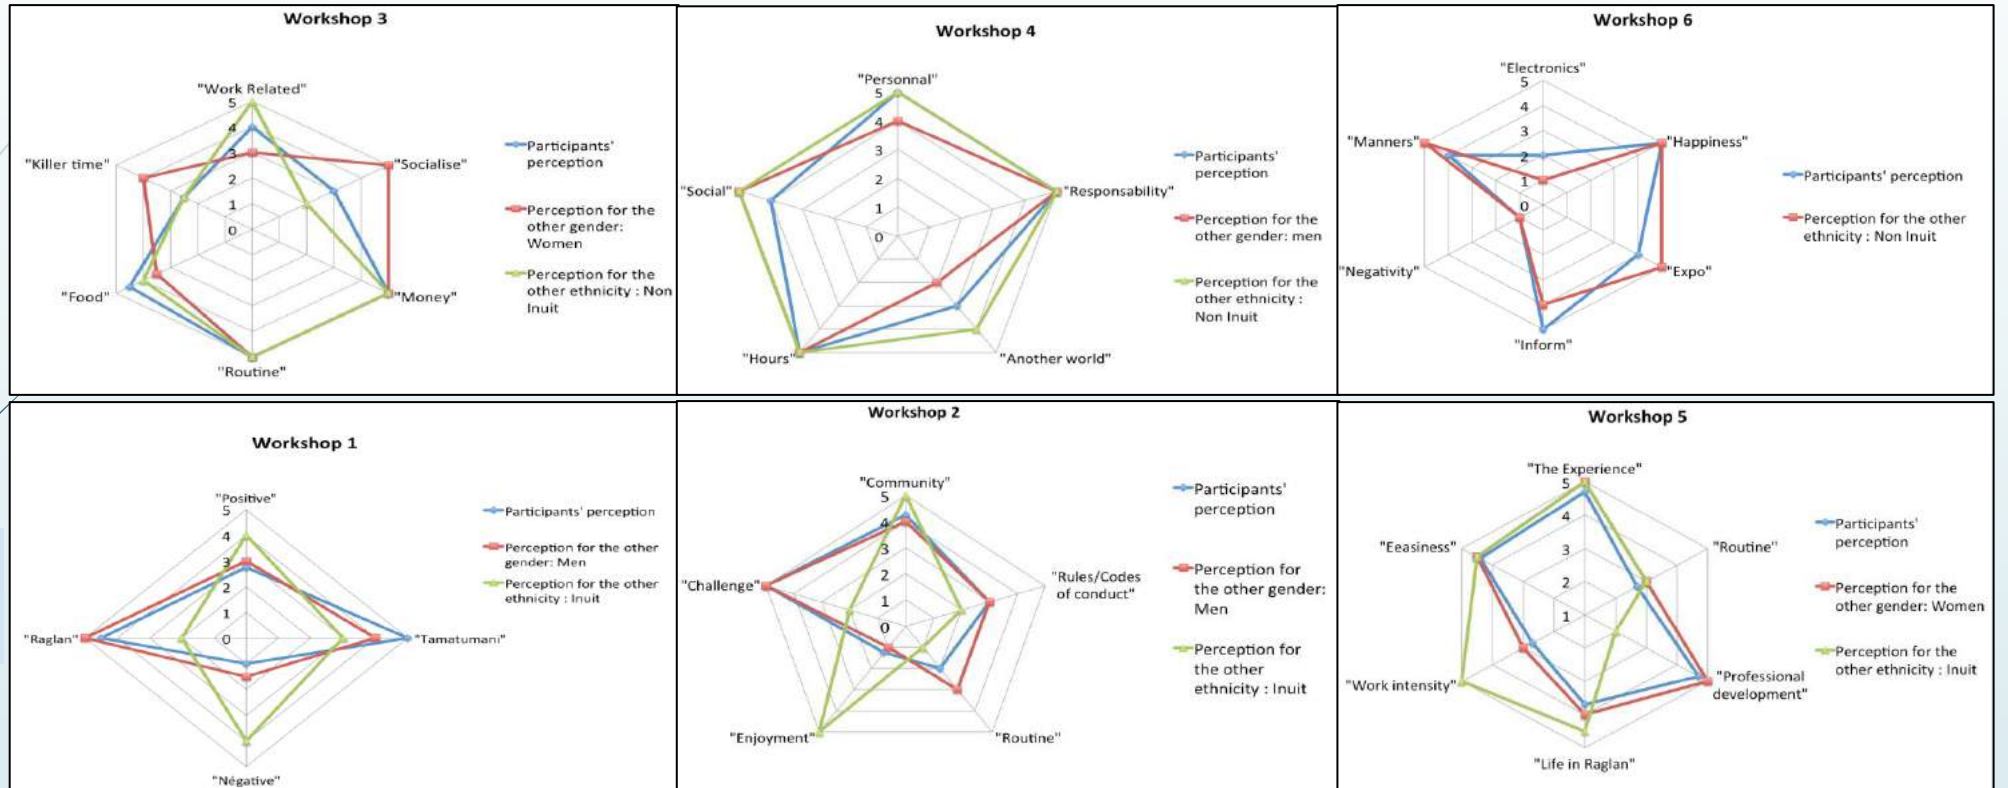 Workshop 3
"Work Related"
5
4
3
2
1
0
"Killer time"
"Socialise"
"Food"
"Money"
"Routine"
Participants'
perception
Perception for the
other gender:
Women
Perception for the
other ethnicity : Non
Inuit
Workshop 4
"Personnal"
5
4
3
2
1
0
"Social"
"Responsability"
"Hours"
"Another world"
Participants'
perception
Perception for the
other gender: men
Perception for the
other ethnicity :
Non Inuit
Workshop 6
"Electronics"
5
4
3
2
1
0
"Manners"
"Happiness"
"Negativity"
"Expo"
"Inform"
Participants' perception
Perception for the other
ethnicity : Non Inuit
Workshop 1
"Positive"
5
4
3
2
1
0
"Raglan"
"Tamatumani"
"Négative"
Participants' perception
Perception for the other
gender: Men
Perception for the other
ethnicity : Inuit
Workshop 2
"Community"
5
4
3
2
1
0
"Challenge"
"Rules/Codes
of conduct"
"Enjoyment"
"Routine"
Participants'
perception
Perception for
the other gender:
Men
Perception for
the other
ethnicity : Inuit
Workshop 5
"The Experience"
5
4
3
2
1
"Eeasiness"
"Routine"
"Work intensity"
"Professional
development"
"Life in Raglan"
Participants'
perception
Perception for the
other gender: Women
Perception for the
other ethnicity : Inuit